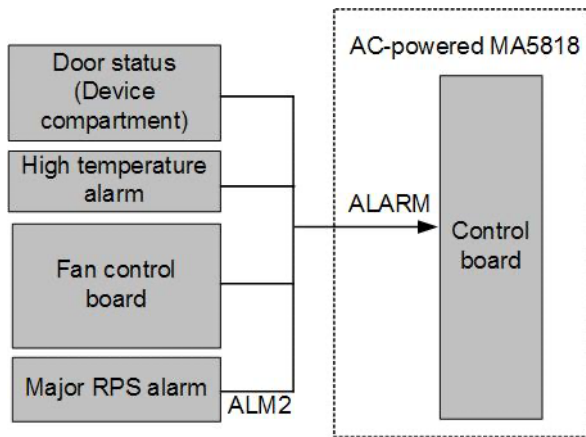 Door status
(Device
compartment)
High temperature
alarm
Fan control
board
Major RPS alarm
ALM2
AC-powered MA5818
ALARM
Control
board